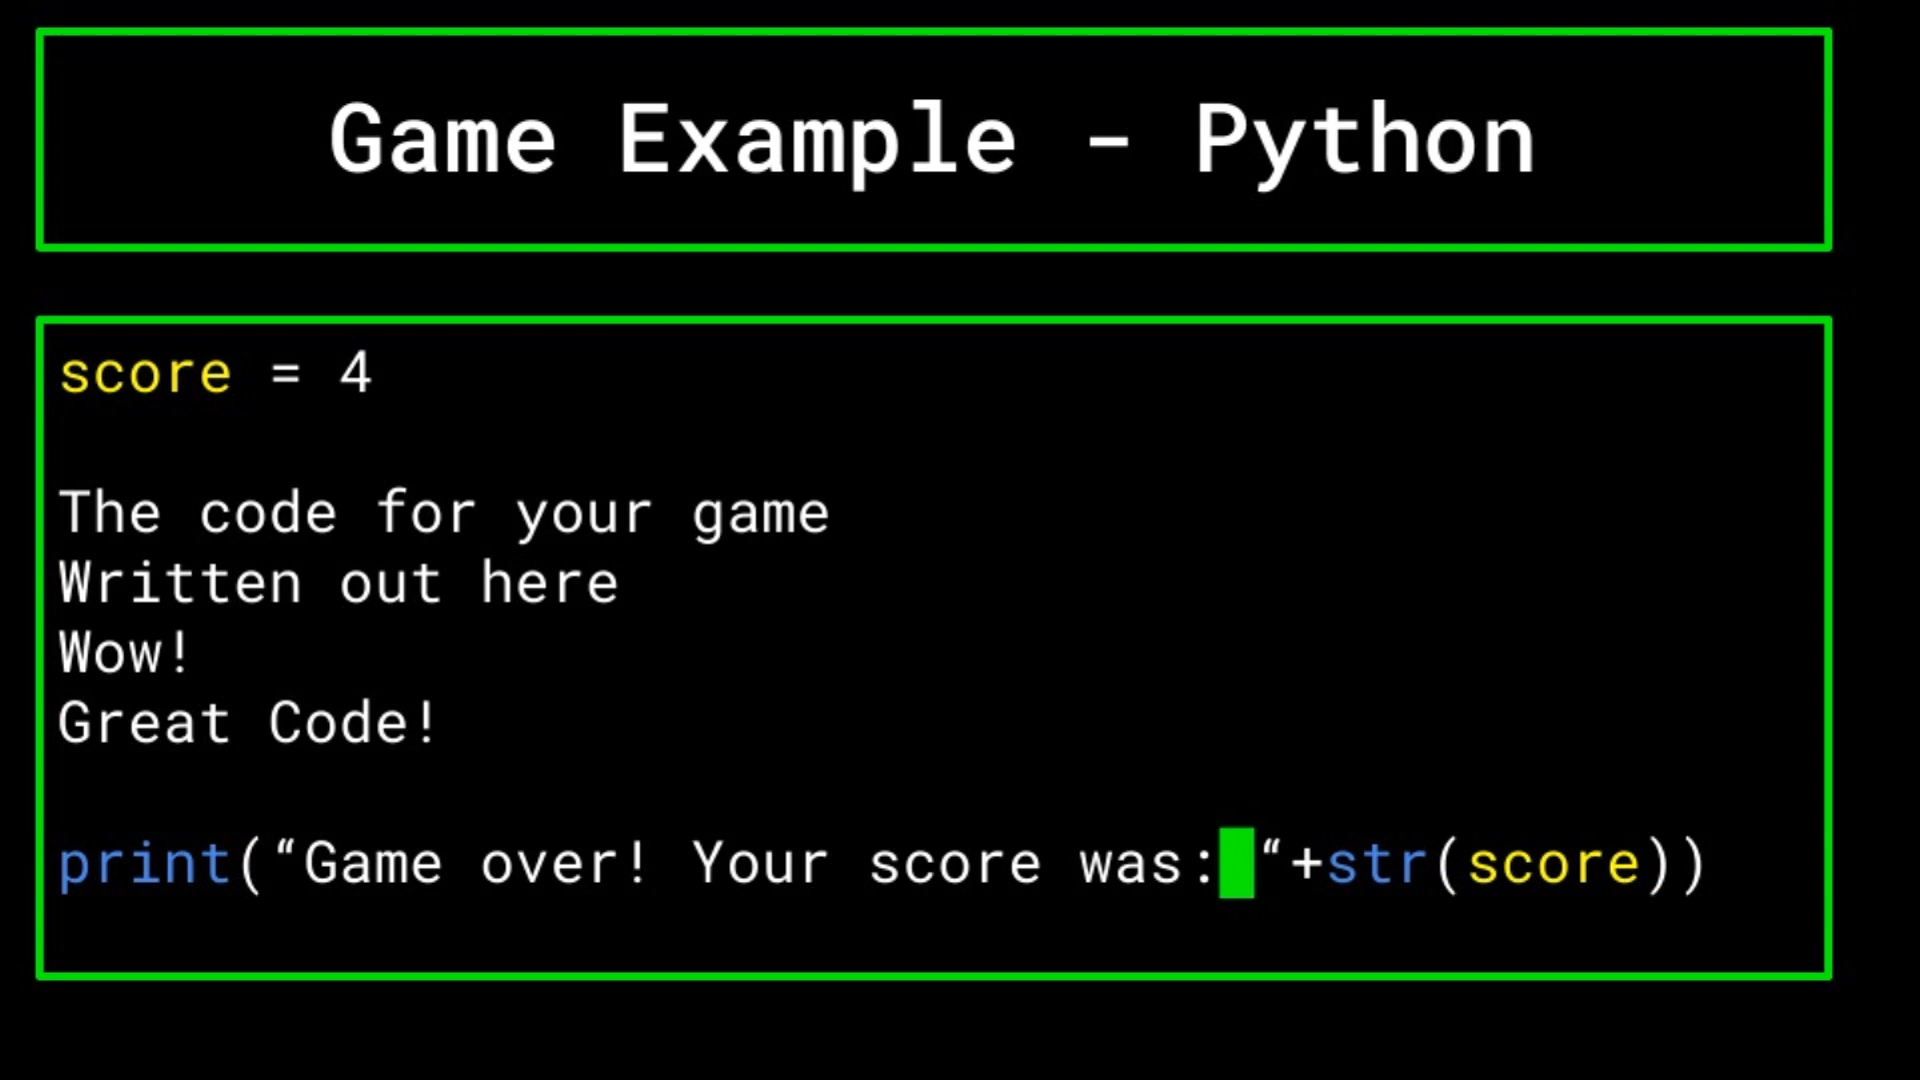 Game Example - Python
score = 4
The code for your game
Written out here
Wow!
Great Code!
print(“Game over! Your score was: “+str(score))